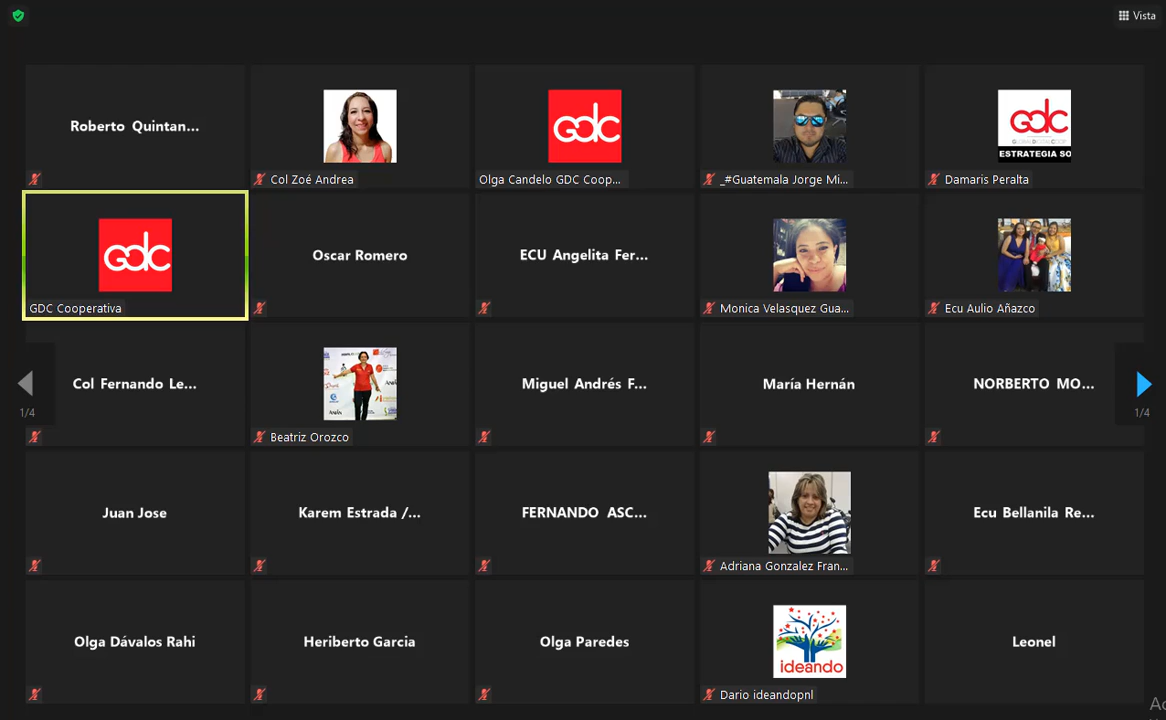 Vista
Roberto Quintan...
Col Zoé Andrea
gdc
Olga Candelo GDC Coop...
_#Guatemala Jorge Mi...
gdc
ESTRATEGIA SO
Damaris Peralta
gdc
GDC Cooperativa
Oscar Romero
ECU Angelita Fer...
Monica Velasquez Gua...
Ecu Aulio Añazco
1/4
Col Fernando Le...
Beatriz Orozco
Miguel Andrés F...
María Hernán
NORBERTO MO...
1/4
Juan Jose
Karem Estrada /...
FERNANDO ASC...
Adriana Gonzalez Fran...
Ecu Bellanila Re...
Olga Dávalos Rahi
Heriberto Garcia
Olga Paredes
ideando
Dario ideandopnl
Leonel